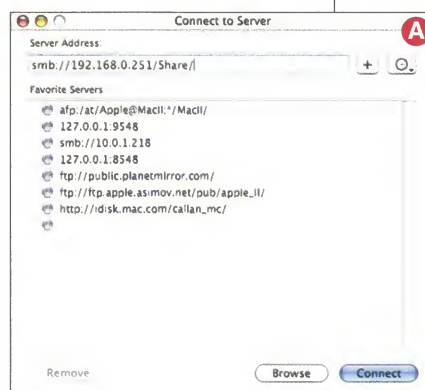 Connect to Server
A
Server Address:
smb://192.168.0.251/Share/
+
Favorite Servers
afp:/at/Apple@MacII:*/MacII/
127.0.0.1:9548
smb://10.0.1.218
127.0.0.1:8548
ftp://public.planetmirror.com/
ftp://ftp.apple.asimov.net/pub/apple_II/
http://idisk.mac.com/callan_mc/
Remove
Browse
Connect